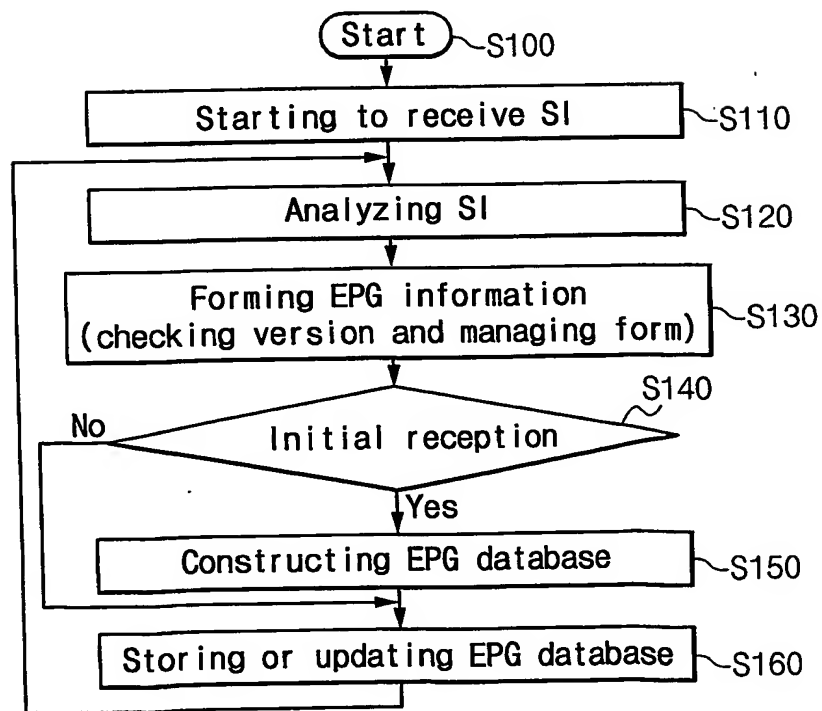 Start
S100
Starting to receive SI
S110
Analyzing SI
S120
Forming EPG information
(checking version and managing form)
S130
S140
No
Initial reception
Yes
Constructing EPG database
S150
Storing or updating EPG database
S160